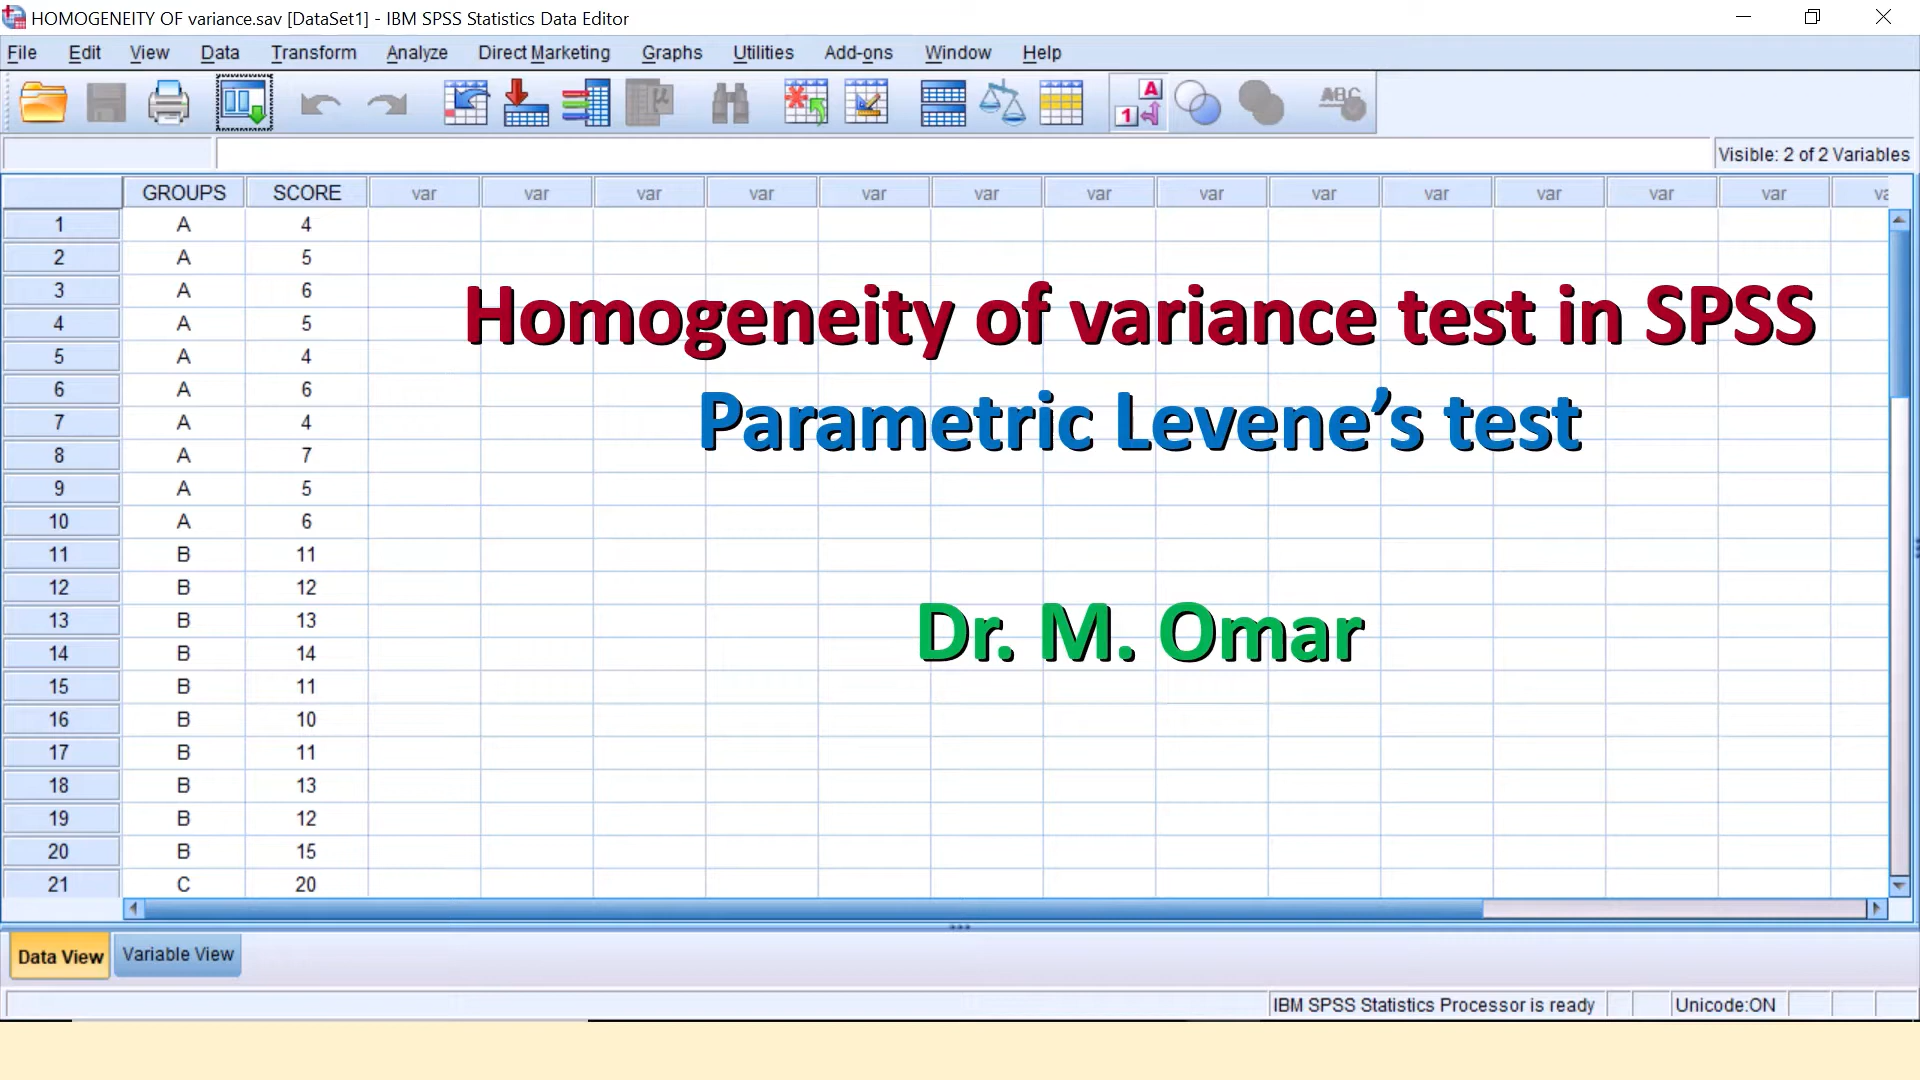 HOMOGENEITY OF variance.sav [DataSet1] - IBM SPSS Statistics Data Editor
File Edit View Data Transform Analyze Direct Marketing Graphs Utilities Add-ons Window Help
A
1
ABC
Visible: 2 of 2 Variables
GROUPS SCORE var var var var var var var var var var var var var
1 A 4
2 A 5
3 A 6
4 A 5
5 A 4
6 A 6
7 A 4
8 A 7
9 A 5
10 A 6
11 B 11
12 B 12
13 B 13
14 B 14
15 B 11
16 B 10
17 B 11
18 B 13
19 B 12
20 B 15
21 C 20
Homogeneity of variance test in SPSS
Parametric Levene’s test
Dr. M. Omar
Data View Variable View
IBM SPSS Statistics Processor is ready Unicode:ON